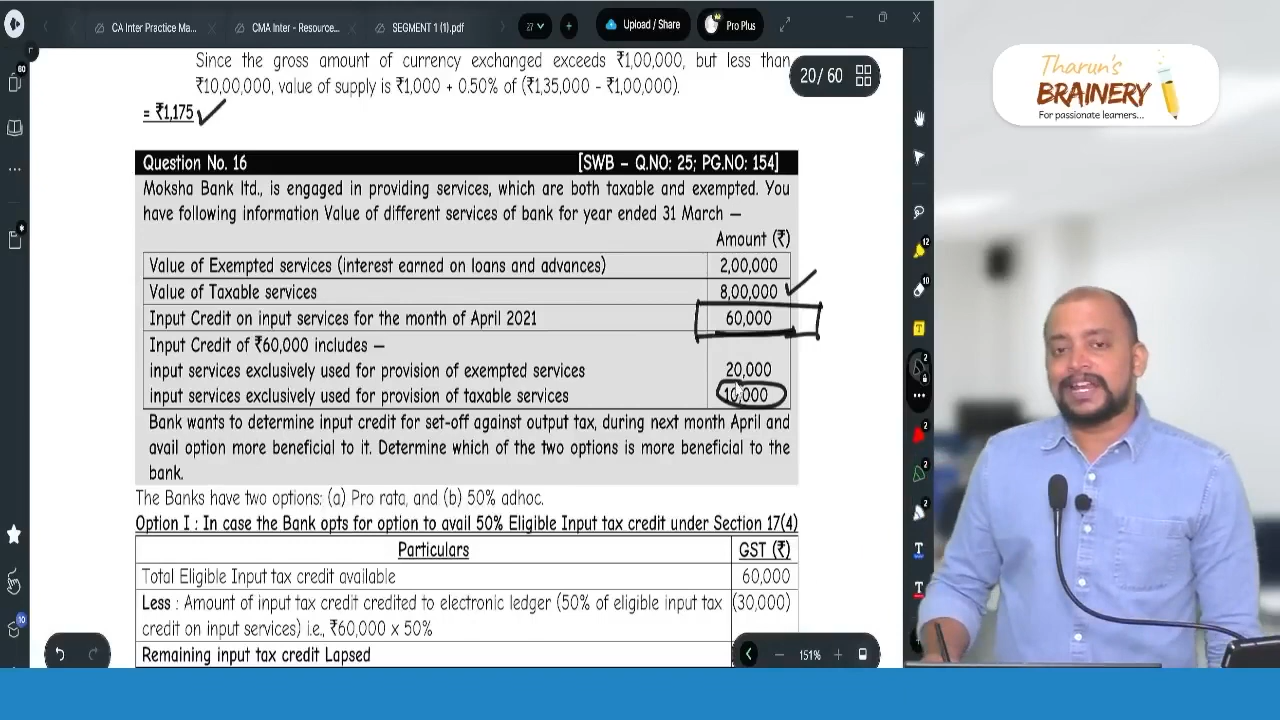 CA Inter Practice Ma...
CMA Inter - Resource...
SEGMENT 1 (1).pdf
27
Upload / Share
Pro Plus
20/ 60
Tharun's
BRAINERY
For passionate learners...
Since the gross amount of currency exchanged exceeds ₹1,00,000, but less than
₹10,00,000, value of supply is ₹1,000 + 0.50% of (₹1,35,000 - ₹1,00,000).
= ₹1,175
Question No. 16 [SWB – Q.NO: 25; PG.NO: 154]
Moksha Bank ltd., is engaged in providing services, which are both taxable and exempted. You
have following information Value of different services of bank for year ended 31 March –
Amount (₹)
Value of Exempted services (interest earned on loans and advances) 2,00,000
Value of Taxable services 8,00,000
Input Credit on input services for the month of April 2021 60,000
Input Credit of ₹60,000 includes –
input services exclusively used for provision of exempted services 20,000
input services exclusively used for provision of taxable services 10,000
Bank wants to determine input credit for set-off against output tax, during next month April and
avail option more beneficial to it. Determine which of the two options is more beneficial to the
bank.
The Banks have two options: (a) Pro rata, and (b) 50% adhoc.
Option I : In case the Bank opts for option to avail 50% Eligible Input tax credit under Section 17(4)
Particulars GST (₹)
Total Eligible Input tax credit available 60,000
Less : Amount of input tax credit credited to electronic ledger (50% of eligible input tax (30,000)
credit on input services) i.e., ₹60,000 x 50%
Remaining input tax credit Lapsed
151%